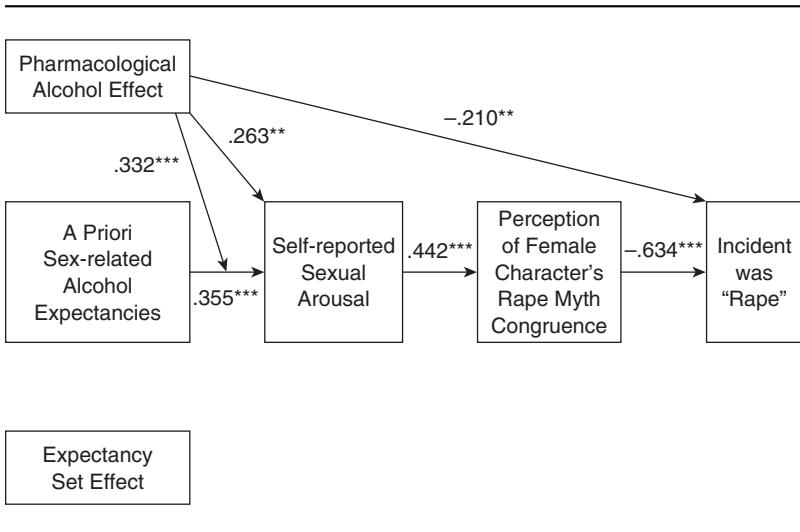 Pharmacological
Alcohol Effect
–.210**
.263**
.332***
A Priori
Sex-related
Alcohol
Expectancies
.355***
Self-reported
Sexual
Arousal
.442***
Perception
of Female
Character’s
Rape Myth
Congruence
–.634***
Incident
was
“Rape”
Expectancy
Set Effect